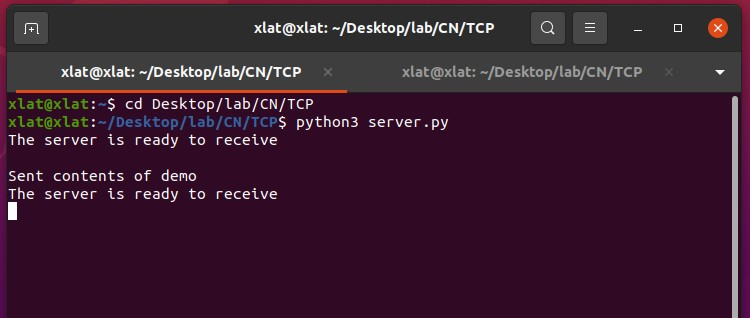 xlat@xlat: ~/Desktop/lab/CN/TCP
xlat@xlat: ~/Desktop/lab/CN/TCP
xlat@xlat: ~/Desktop/lab/CN/TCP
xlat@xlat:~$ cd Desktop/lab/CN/TCP
xlat@xlat:~/Desktop/lab/CN/TCP$ python3 server.py
The server is ready to receive
Sent contents of demo
The server is ready to receive